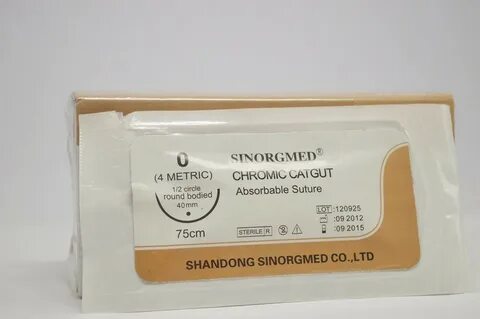 0
(4 METRIC)
1/2 circle
round bodied
40mm
75cm
SINORGMED®
CHROMIC CATGUT
Absorbable Suture
LOT :120925
:09 2012
:09 2015
STERILE R
SHANDONG SINORGMED CO.,LTD